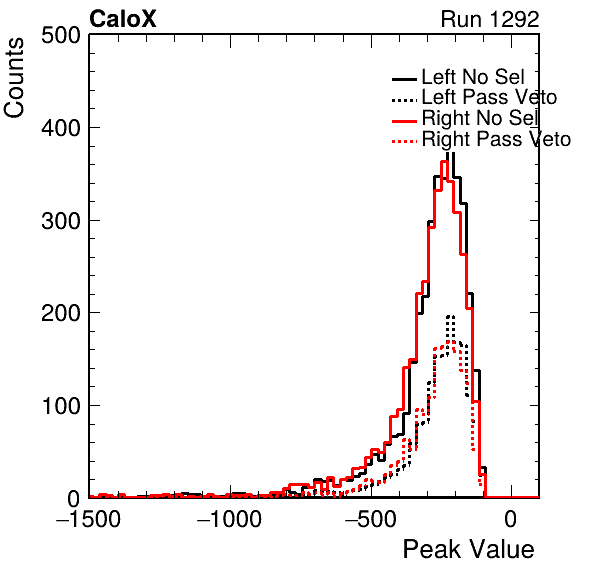 CaloX Run 1292
Counts
500
Left No Sel
Left Pass Veto
Right No Sel
Right Pass Veto
400
300
200
100
0
−1500 −1000 −500 0
Peak Value